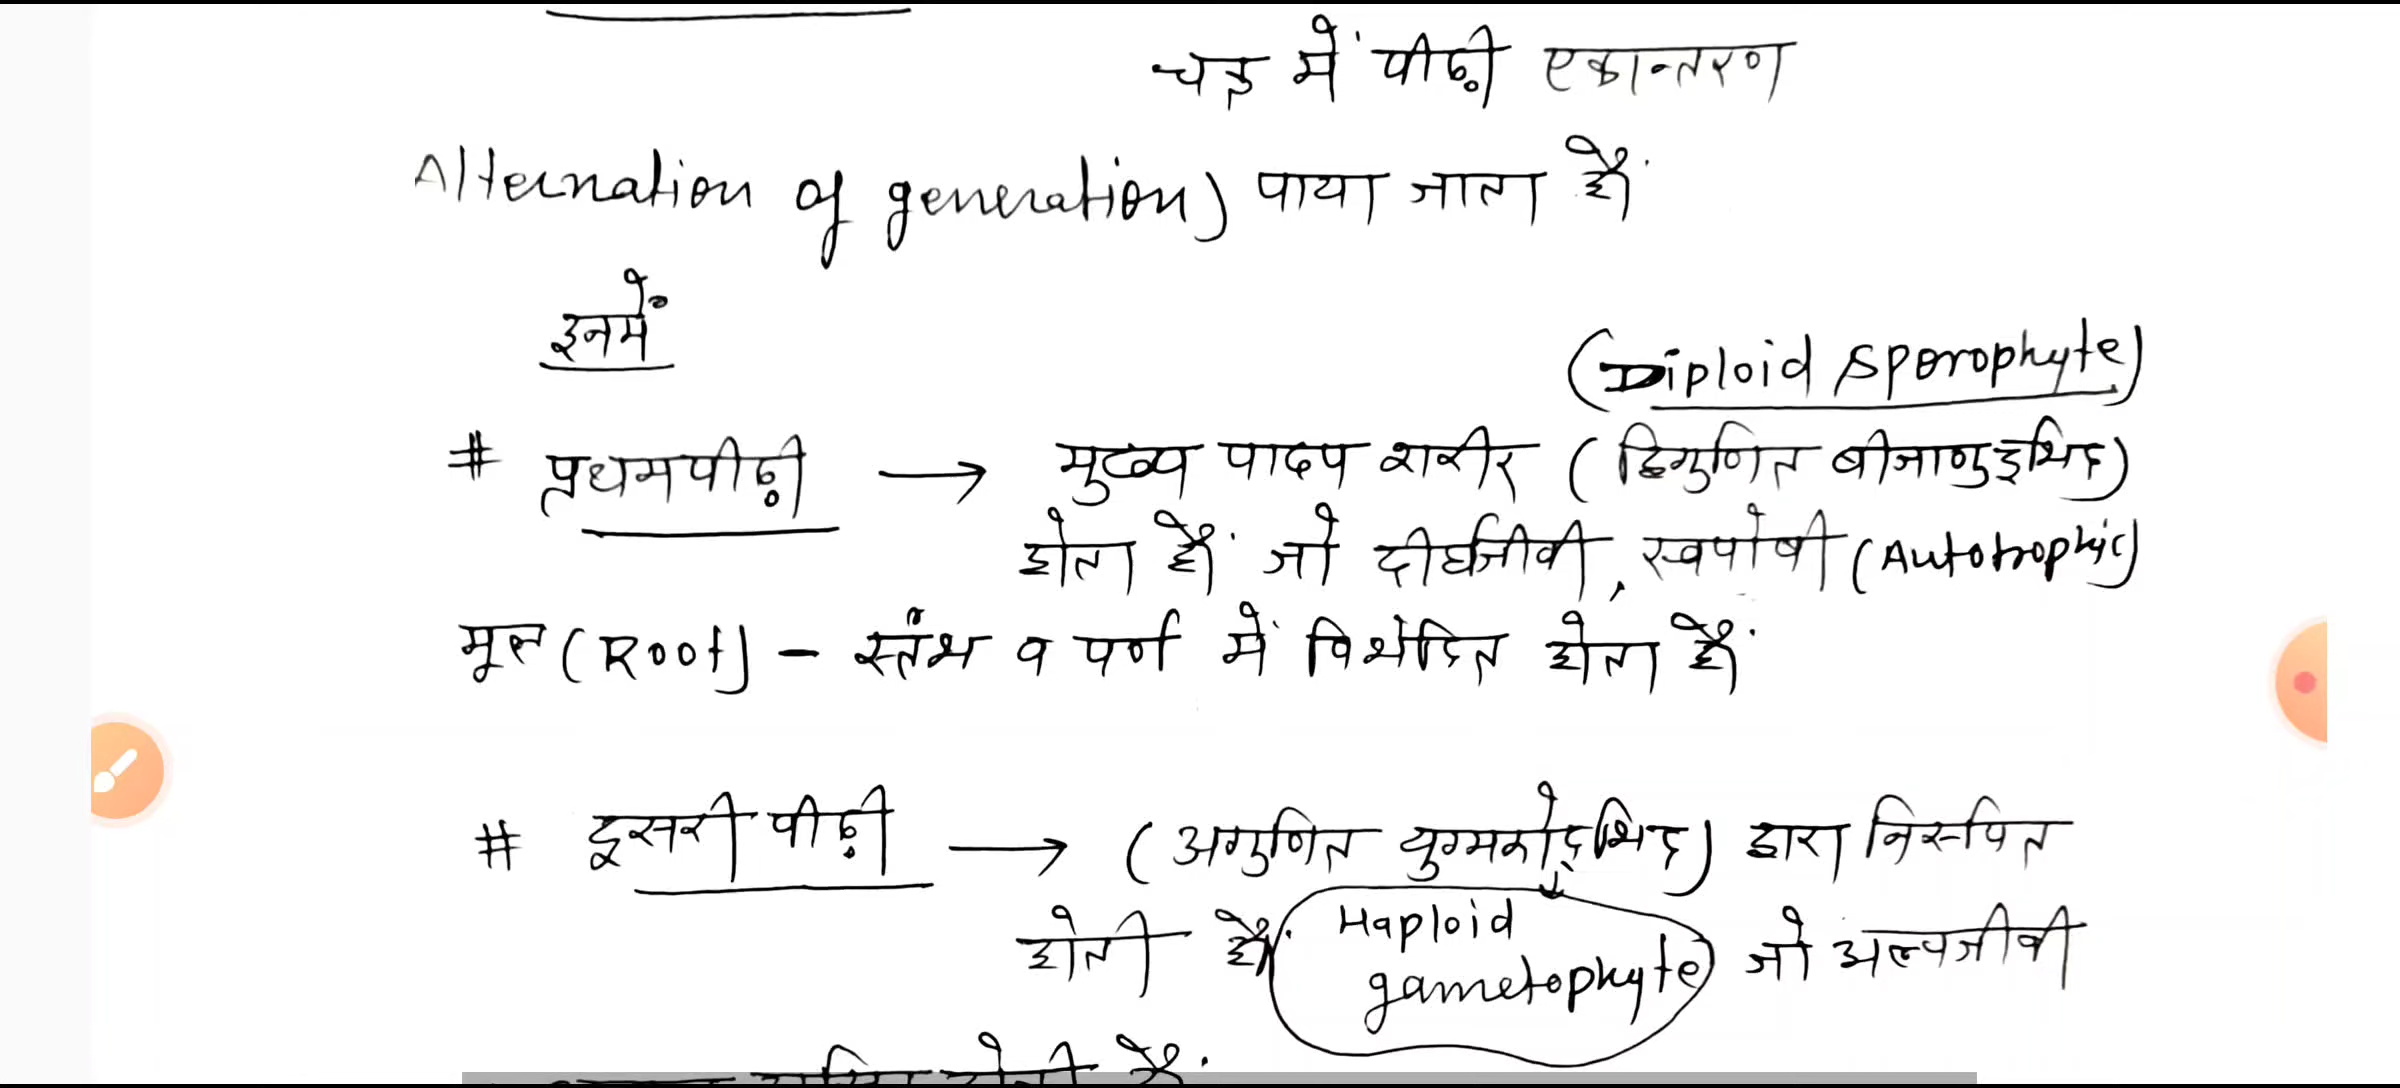 चक्र में पीढ़ी एकान्तरण
Alternation of generation) पाया जाता है।
इनमें
(Diploid sporophyte)
# प्रथम पीढ़ी → मुख्य पादप शरीर (द्विगुणित बीजाणुद्भिद)
होता है। जो दीर्घजीवी, स्वपोषी (Autotrophic)
मूल (Root) - स्तंभ व पर्ण में विभेदित होता है।
# दूसरी पीढ़ी → (अगुणित युग्मकोद्भिद) द्वारा निरूपित
होती है। Haploid जो अल्पजीवी
gametophyte)
होती है।